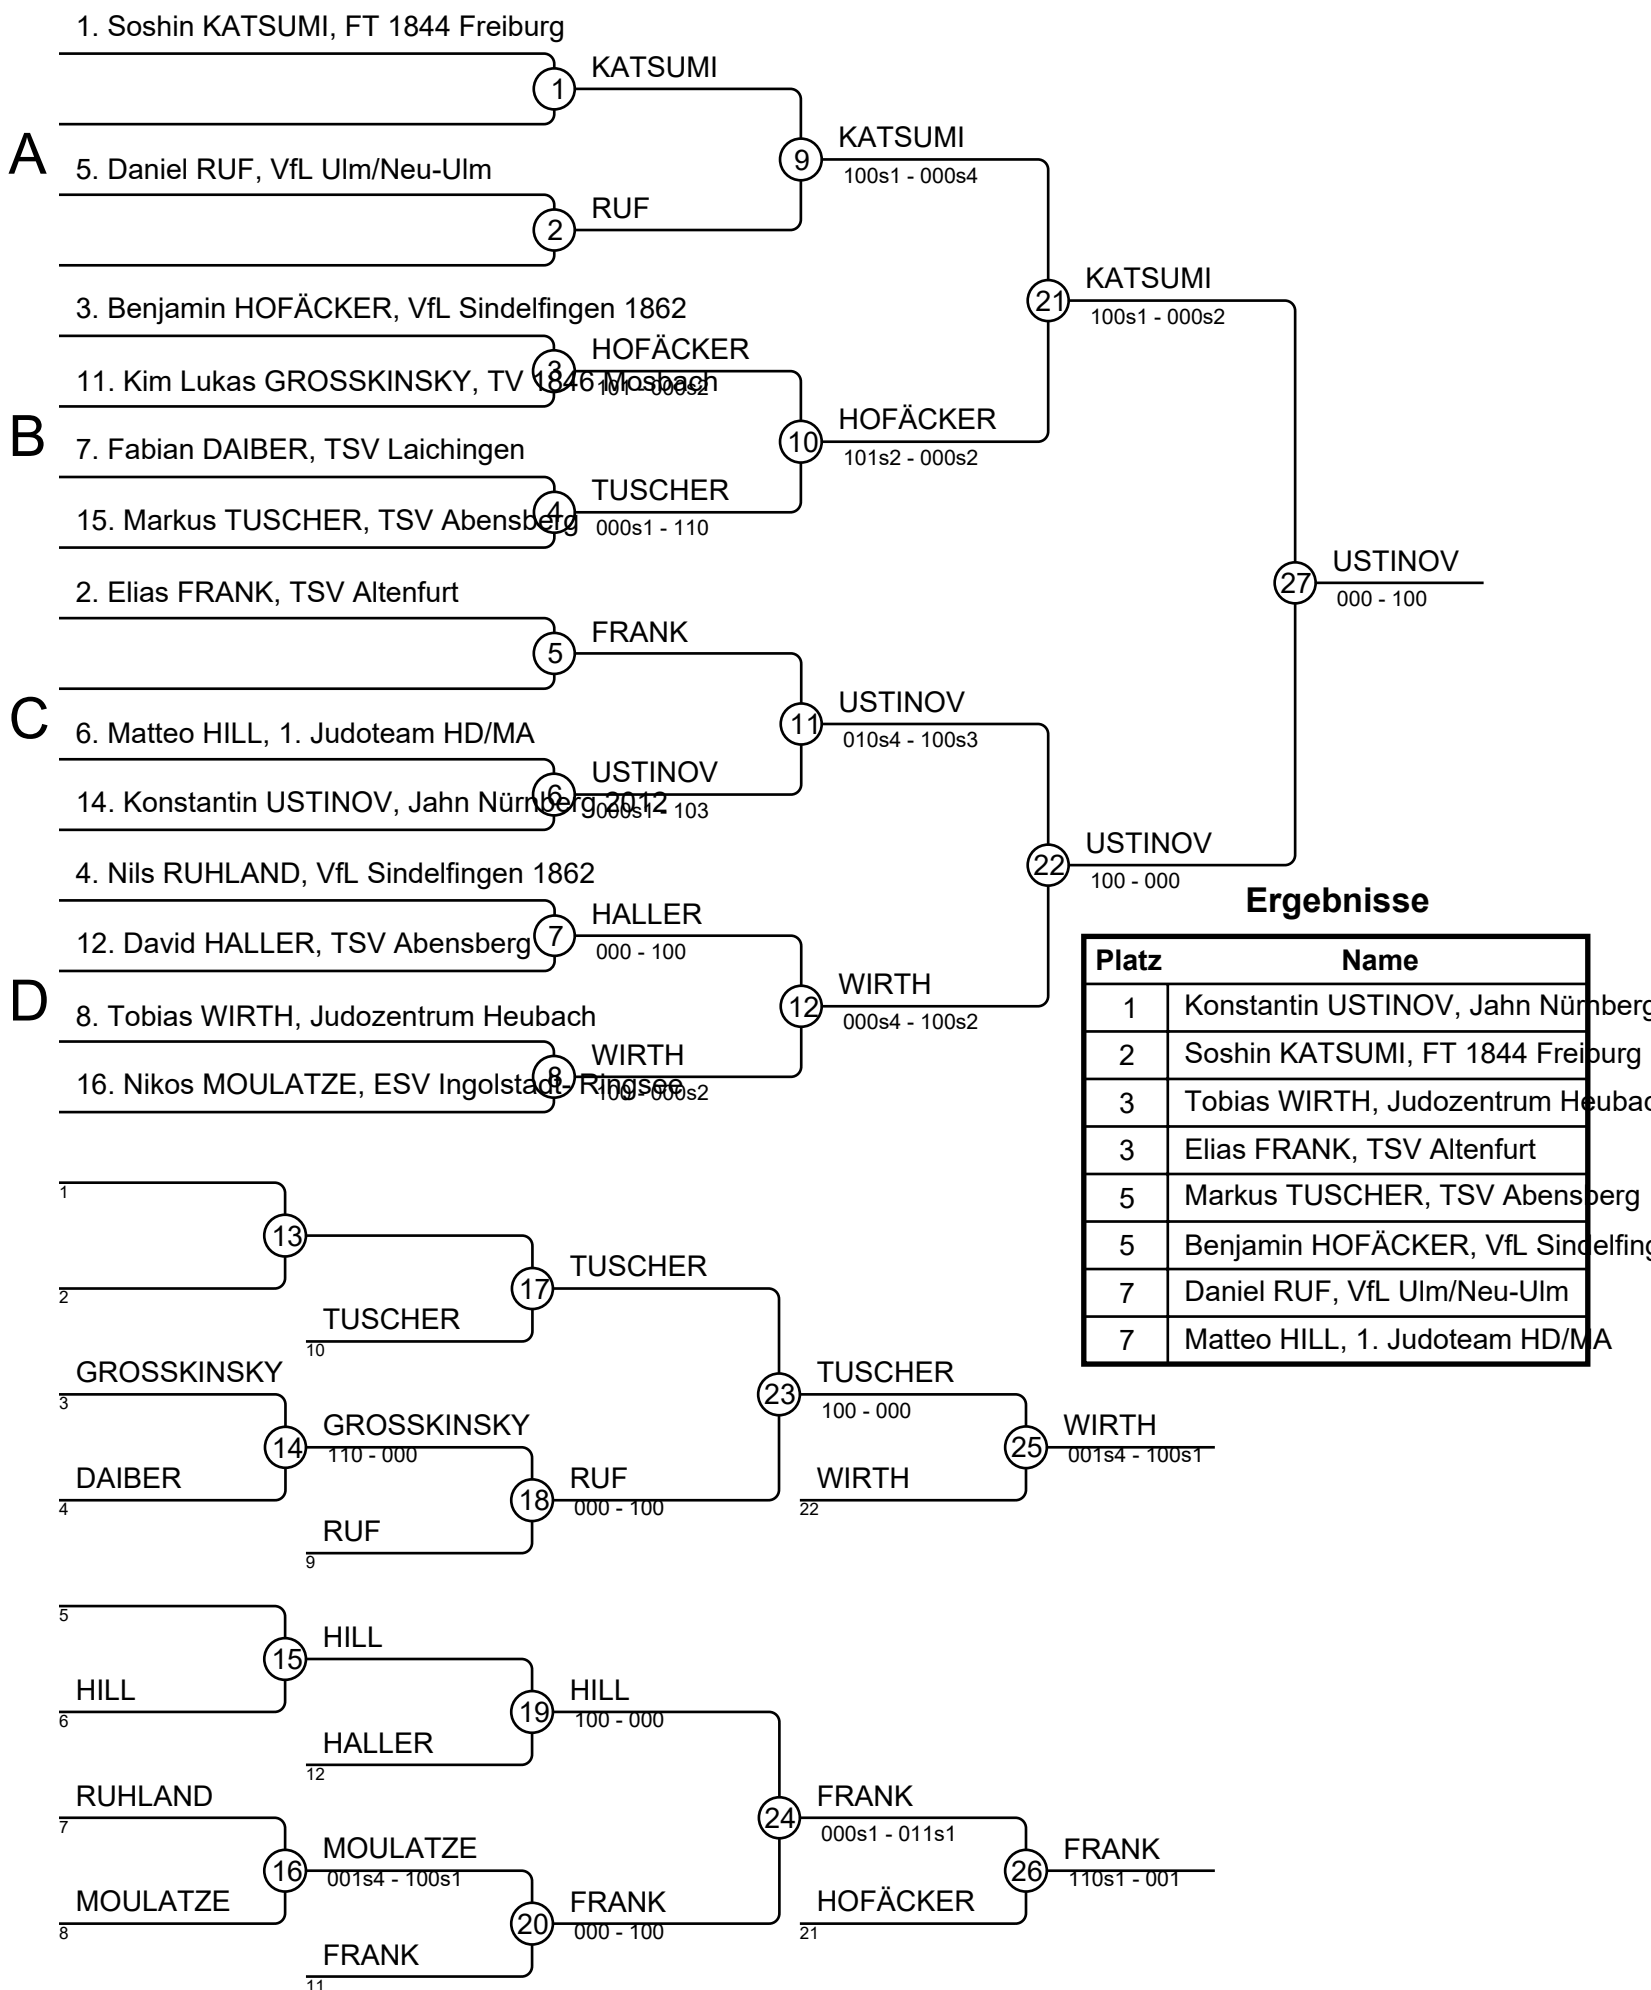 1. Soshin KATSUMI, FT 1844 Freiburg
KATSUMI
1
A
KATSUMI
9
100s1 - 000s4
5. Daniel RUF, VfL Ulm/Neu-Ulm
RUF
2
KATSUMI
21
100s1 - 000s2
3. Benjamin HOFÄCKER, VfL Sindelfingen 1862
HOFÄCKER
3
101 - 000s2
11. Kim Lukas GROSSKINSKY, TV 1846 Mosbach
B
HOFÄCKER
10
101s2 - 000s2
7. Fabian DAIBER, TSV Laichingen
TUSCHER
4
000s1 - 110
15. Markus TUSCHER, TSV Abensberg
USTINOV
27
000 - 100
2. Elias FRANK, TSV Altenfurt
FRANK
5
C
USTINOV
11
010s4 - 100s3
6. Matteo HILL, 1. Judoteam HD/MA
USTINOV
6
000s1 - 103
14. Konstantin USTINOV, Jahn Nürnberg 2012
USTINOV
22
100 - 000
4. Nils RUHLAND, VfL Sindelfingen 1862
HALLER
7
000 - 100
12. David HALLER, TSV Abensberg
D
WIRTH
12
000s4 - 100s2
8. Tobias WIRTH, Judozentrum Heubach
WIRTH
8
100 - 000s2
16. Nikos MOULATZE, ESV Ingolstadt- Ringsee
Ergebnisse
Platz Name
1 Konstantin USTINOV, Jahn Nürnberg
2 Soshin KATSUMI, FT 1844 Freiburg
3 Tobias WIRTH, Judozentrum Heubac
3 Elias FRANK, TSV Altenfurt
5 Markus TUSCHER, TSV Abensberg
5 Benjamin HOFÄCKER, VfL Sindelfing
7 Daniel RUF, VfL Ulm/Neu-Ulm
7 Matteo HILL, 1. Judoteam HD/MA
1
13
2
TUSCHER
17
TUSCHER
10
GROSSKINSKY
3
14
GROSSKINSKY
110 - 000
DAIBER
4
TUSCHER
23
100 - 000
RUF
18
000 - 100
RUF
9
WIRTH
25
001s4 - 100s1
WIRTH
22
5
15
HILL
HILL
6
HILL
19
100 - 000
HALLER
12
RUHLAND
7
16
MOULATZE
001s4 - 100s1
MOULATZE
8
FRANK
24
000s1 - 011s1
FRANK
20
000 - 100
FRANK
11
FRANK
26
110s1 - 001
HOFÄCKER
21